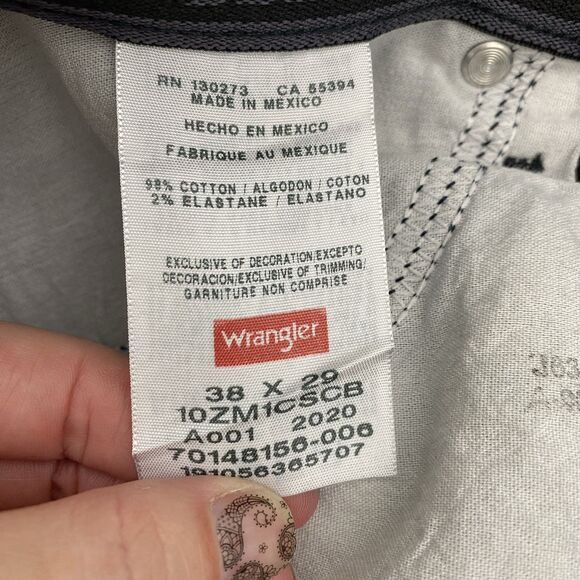 RN 130273 CA 55394
MADE IN MEXICO
HECHO EN MEXICO
FABRIQUE AU MEXIQUE
98% COTTON / ALGODON / COTON
2% ELASTANE / ELASTANO
EXCLUSIVE OF DECORATION/EXCEPTO
DECORACION/EXCLUSIVE OF TRIMMING/
GARNITURE NON COMPRISE
Wrangler
38 X 29
10ZM1CSCB
A001 2020
70148156-006
191056365707